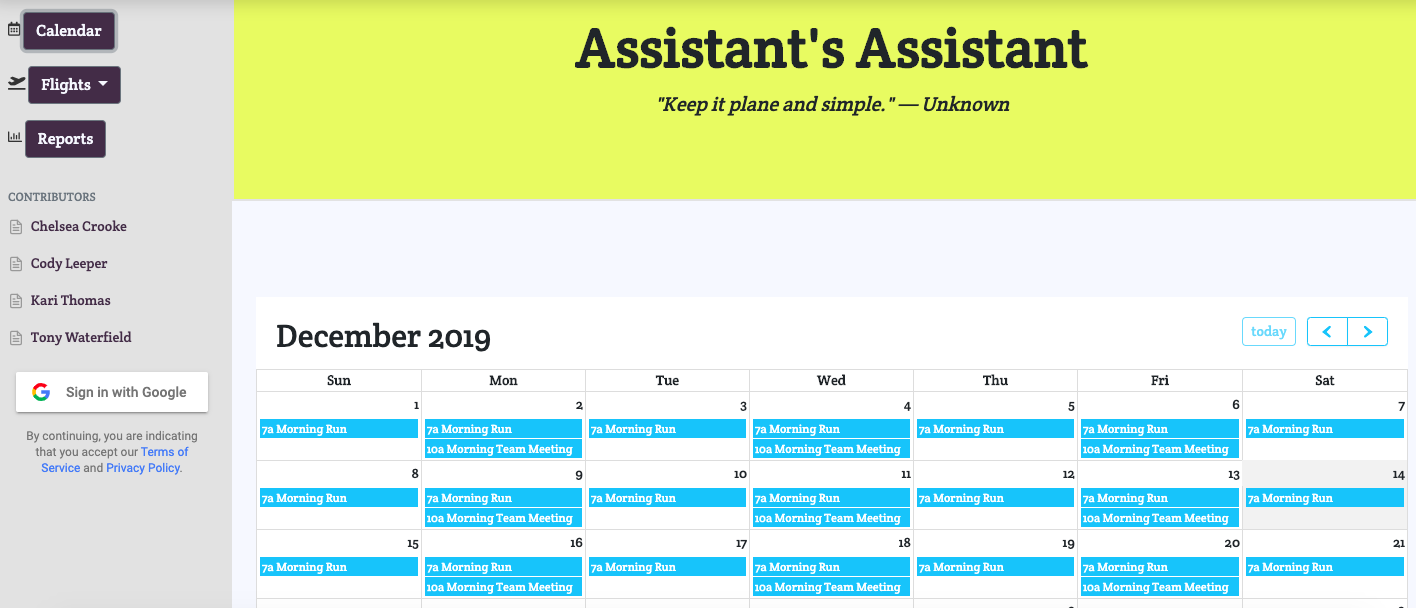 Calendar
Flights
Reports
CONTRIBUTORS
Chelsea Crooke
Cody Leeper
Kari Thomas
Tony Waterfield
Sign in with Google
By continuing, you are indicating
that you accept our Terms of
Service and Privacy Policy.
Assistant's Assistant
"Keep it plane and simple." — Unknown
December 2019
today
Sun Mon Tue Wed Thu Fri Sat
1 2 3 4 5 6 7
7a Morning Run 7a Morning Run 7a Morning Run 7a Morning Run 7a Morning Run 7a Morning Run 7a Morning Run
10a Morning Team Meeting 10a Morning Team Meeting 10a Morning Team Meeting
8 9 10 11 12 13 14
7a Morning Run 7a Morning Run 7a Morning Run 7a Morning Run 7a Morning Run 7a Morning Run 7a Morning Run
10a Morning Team Meeting 10a Morning Team Meeting 10a Morning Team Meeting
15 16 17 18 19 20 21
7a Morning Run 7a Morning Run 7a Morning Run 7a Morning Run 7a Morning Run 7a Morning Run 7a Morning Run
10a Morning Team Meeting 10a Morning Team Meeting 10a Morning Team Meeting